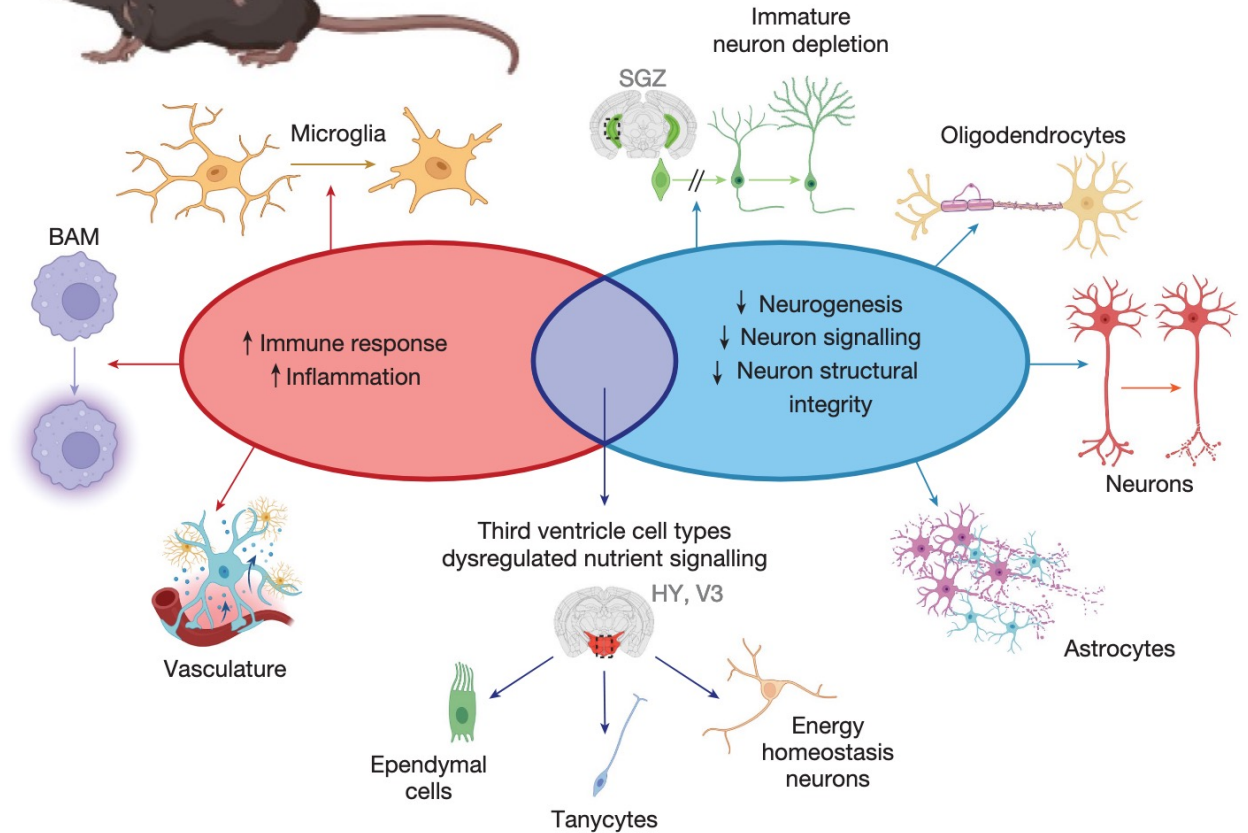 Immature
neuron depletion
SGZ
Microglia
Oligodendrocytes
BAM
↑ Immune response
↑ Inflammation
↓ Neurogenesis
↓ Neuron signalling
↓ Neuron structural
integrity
Neurons
Third ventricle cell types
dysregulated nutrient signalling
HY, V3
Vasculature
Astrocytes
Ependymal
cells
Tanycytes
Energy
homeostasis
neurons